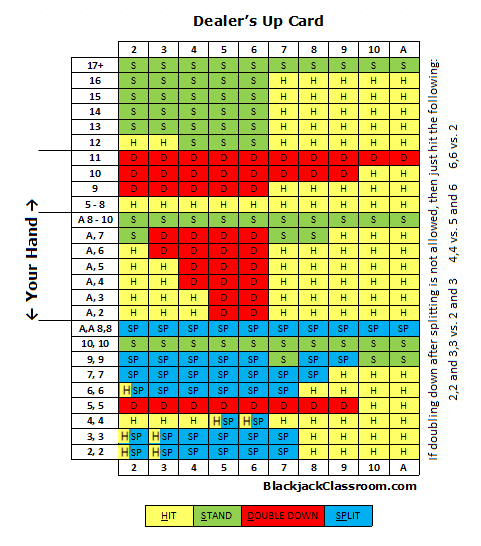 Dealer's Up Card
2 3 4 5 6 7 8 9 10 A
17+ S S S S S S S S S S
16 S S S S S H H H H H
15 S S S S S H H H H H
14 S S S S S H H H H H
13 S S S S S H H H H H
12 H H S S S H H H H H
11 D D D D D D D D D D
10 D D D D D D D D H H
9 D D D D D H H H H H
5 - 8 H H H H H H H H H H
A 8 - 10 S S S S S S S S S S
A, 7 S D D D D S S H H H
A, 6 H D D D D H H H H H
A, 5 H H D D D H H H H H
A, 4 H H D D D H H H H H
A, 3 H H H D D H H H H H
A, 2 H H H D D H H H H H
A,A 8,8 SP SP SP SP SP SP SP SP SP SP
10, 10 S S S S S S S S S S
9, 9 SP SP SP SP SP S SP SP S S
7, 7 SP SP SP SP SP SP SP H H H
6, 6 H SP SP SP SP SP SP H H H H
5, 5 D D D D D D D D H H
4, 4 H H H H SP H SP H H H H H
3, 3 H SP H SP SP SP SP SP H H H H
2, 2 H SP H SP SP SP SP SP H H H H
2 3 4 5 6 7 8 9 10 A
← Your Hand →
If doubling down after splitting is not allowed, then just hit the following:
2,2 and 3,3 vs. 2 and 3 4,4 vs. 5 and 6 6,6 vs. 2
BlackjackClassroom.com
HIT STAND DOUBLE DOWN SPLIT